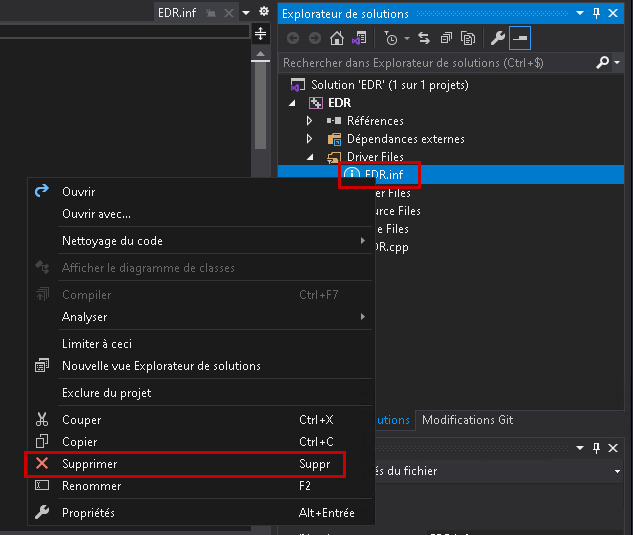 EDR.inf
Explorateur de solutions
Rechercher dans Explorateur de solutions (Ctrl+$)
Solution 'EDR' (1 sur 1 projets)
EDR
Références
Dépendances externes
Driver Files
EDR.inf
er Files
urce Files
e Files
R.cpp
Ouvrir
Ouvrir avec...
Nettoyage du code
Afficher le diagramme de classes
Compiler Ctrl+F7
Analyser
Limiter à ceci
Nouvelle vue Explorateur de solutions
Exclure du projet
Couper Ctrl+X
Copier Ctrl+C
Supprimer Suppr
Renommer F2
Propriétés Alt+Entrée
utions Modifications Git
és du fichier